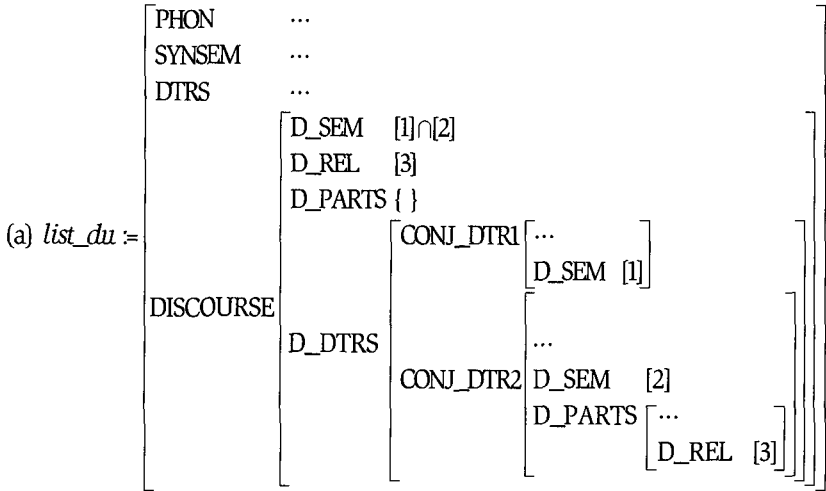 PHON ...
SYNSEM ...
DTRS ...
D_SEM [1]∩[2]
D_REL [3]
D_PARTS { }
(a) list_du := CONJ_DTR1 ...
D_SEM [1]
DISCOURSE
D_DTRS ...
CONJ_DTR2 D_SEM [2]
D_PARTS ...
D_REL [3]